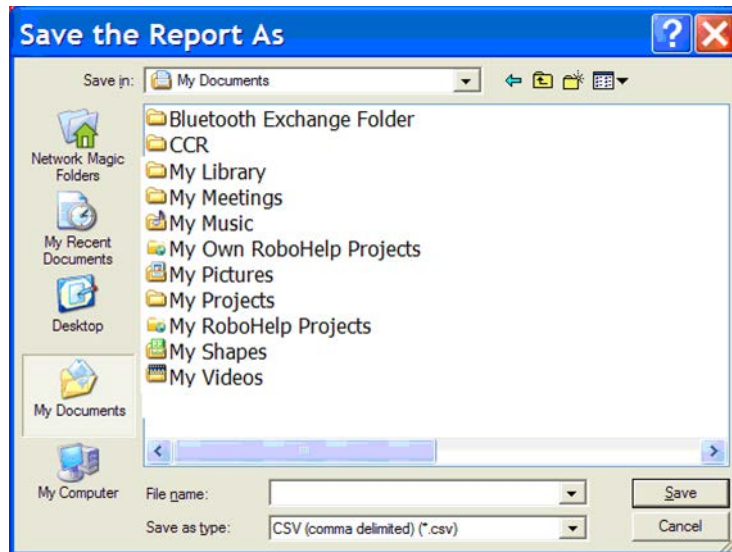 Save the Report As
Save in: My Documents
Network Magic
Folders
My Recent
Documents
Desktop
My Documents
My Computer
Bluetooth Exchange Folder
CCR
My Library
My Meetings
My Music
My Own RoboHelp Projects
My Pictures
My Projects
My RoboHelp Projects
My Shapes
My Videos
File name:
Save
Save as type: CSV (comma delimited) (*.csv)
Cancel